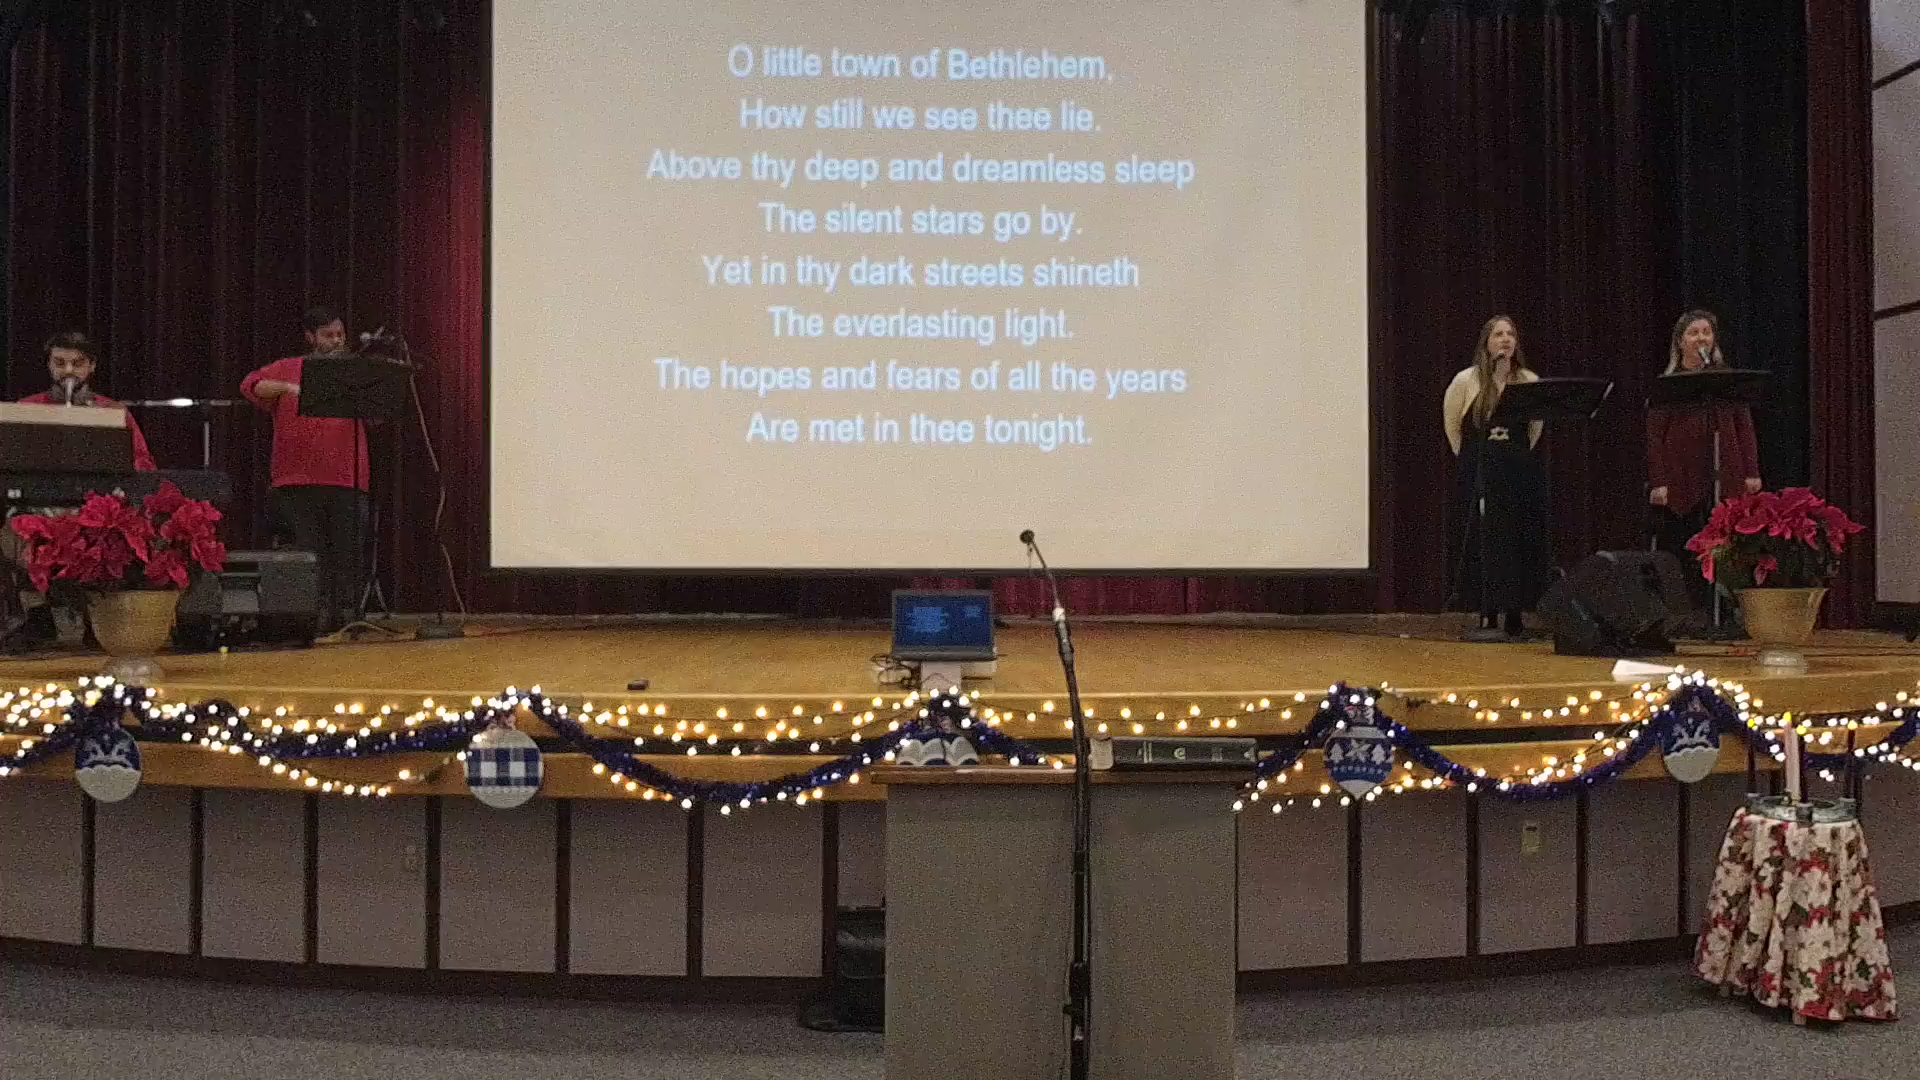 O little town of Bethlehem,
How still we see thee lie.
Above thy deep and dreamless sleep
The silent stars go by.
Yet in thy dark streets shineth
The everlasting light.
The hopes and fears of all the years
Are met in thee tonight.